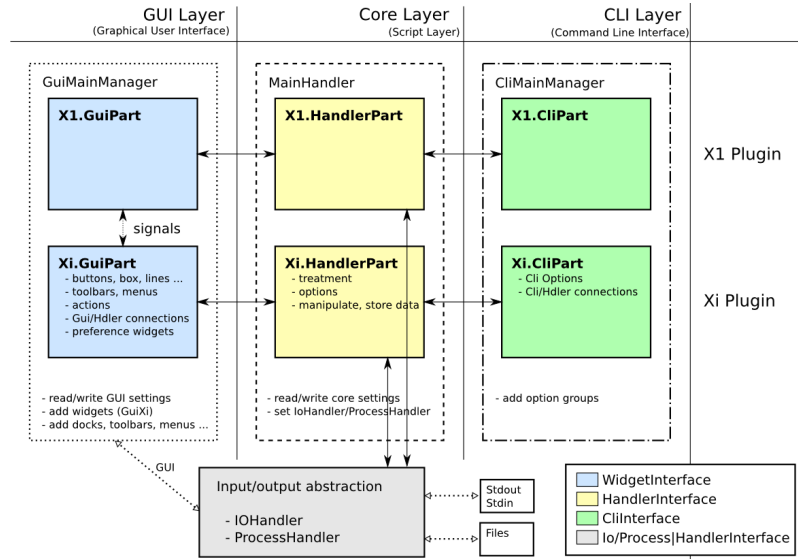 GUI Layer
(Graphical User Interface)
Core Layer
(Script Layer)
CLI Layer
(Command Line Interface)
GuiMainManager
MainHandler
CliMainManager
X1.GuiPart
X1.HandlerPart
X1.CliPart
X1 Plugin
signals
Xi.GuiPart
- buttons, box, lines ...
- toolbars, menus
- actions
- Gui/Hdler connections
- preference widgets
Xi.HandlerPart
- treatment
- options
- manipulate, store data
Xi.CliPart
- Cli Options
- Cli/Hdler connections
Xi Plugin
- read/write GUI settings
- add widgets (GuiXi)
- add docks, toolbars, menus ...
- read/write core settings
- set IoHandler/ProcessHandler
- add option groups
GUI
Input/output abstraction
- IOHandler
- ProcessHandler
Stdout
Stdin
Files
WidgetInterface
HandlerInterface
CliInterface
Io/Process|HandlerInterface